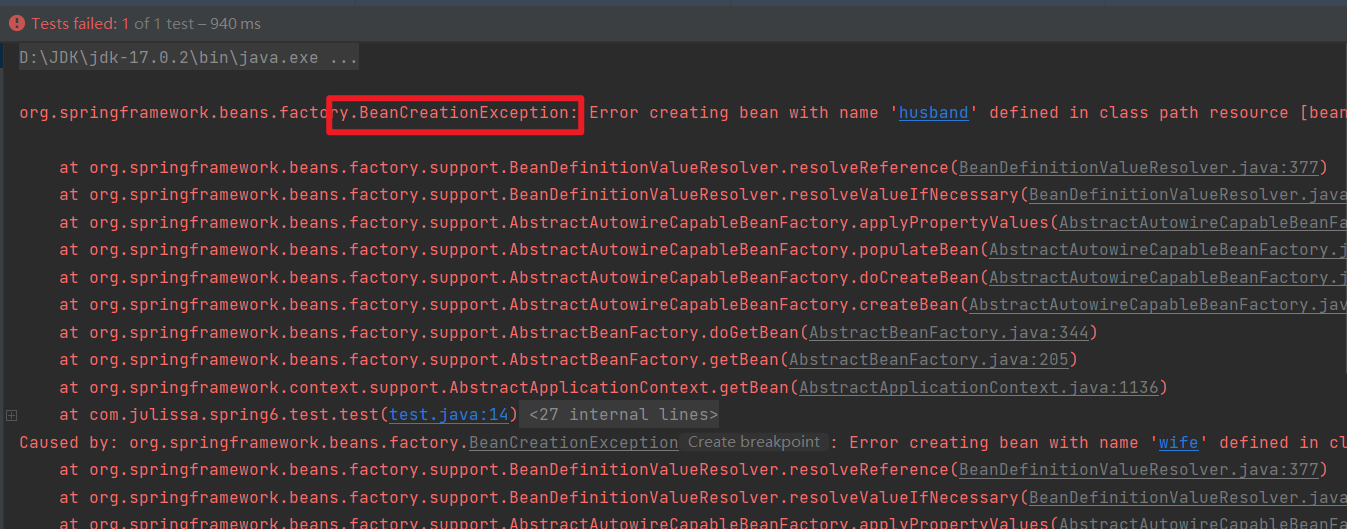 Tests failed: 1 of 1 test – 940 ms
D:\JDK\jdk-17.0.2\bin\java.exe ...
org.springframework.beans.factory.BeanCreationException: Error creating bean with name 'husband' defined in class path resource [bean
at org.springframework.beans.factory.support.BeanDefinitionValueResolver.resolveReference(BeanDefinitionValueResolver.java:377)
at org.springframework.beans.factory.support.BeanDefinitionValueResolver.resolveValueIfNecessary(BeanDefinitionValueResolver.java
at org.springframework.beans.factory.support.AbstractAutowireCapableBeanFactory.applyPropertyValues(AbstractAutowireCapableBeanFa
at org.springframework.beans.factory.support.AbstractAutowireCapableBeanFactory.populateBean(AbstractAutowireCapableBeanFactory.j
at org.springframework.beans.factory.support.AbstractAutowireCapableBeanFactory.doCreateBean(AbstractAutowireCapableBeanFactory.j
at org.springframework.beans.factory.support.AbstractAutowireCapableBeanFactory.createBean(AbstractAutowireCapableBeanFactory.jav
at org.springframework.beans.factory.support.AbstractBeanFactory.doGetBean(AbstractBeanFactory.java:344)
at org.springframework.beans.factory.support.AbstractBeanFactory.getBean(AbstractBeanFactory.java:205)
at org.springframework.context.support.AbstractApplicationContext.getBean(AbstractApplicationContext.java:1136)
at com.julissa.spring6.test.test(test.java:14) <27 internal lines>
Caused by: org.springframework.beans.factory.BeanCreationException Create breakpoint : Error creating bean with name 'wife' defined in cl
at org.springframework.beans.factory.support.BeanDefinitionValueResolver.resolveReference(BeanDefinitionValueResolver.java:377)
at org.springframework.beans.factory.support.BeanDefinitionValueResolver.resolveValueIfNecessary(BeanDefinitionValueResolver.java
at org.springframework.beans.factory.support.AbstractAutowireCapableBeanFactory.applyPropertyValues(AbstractAutowireCapableBeanFa